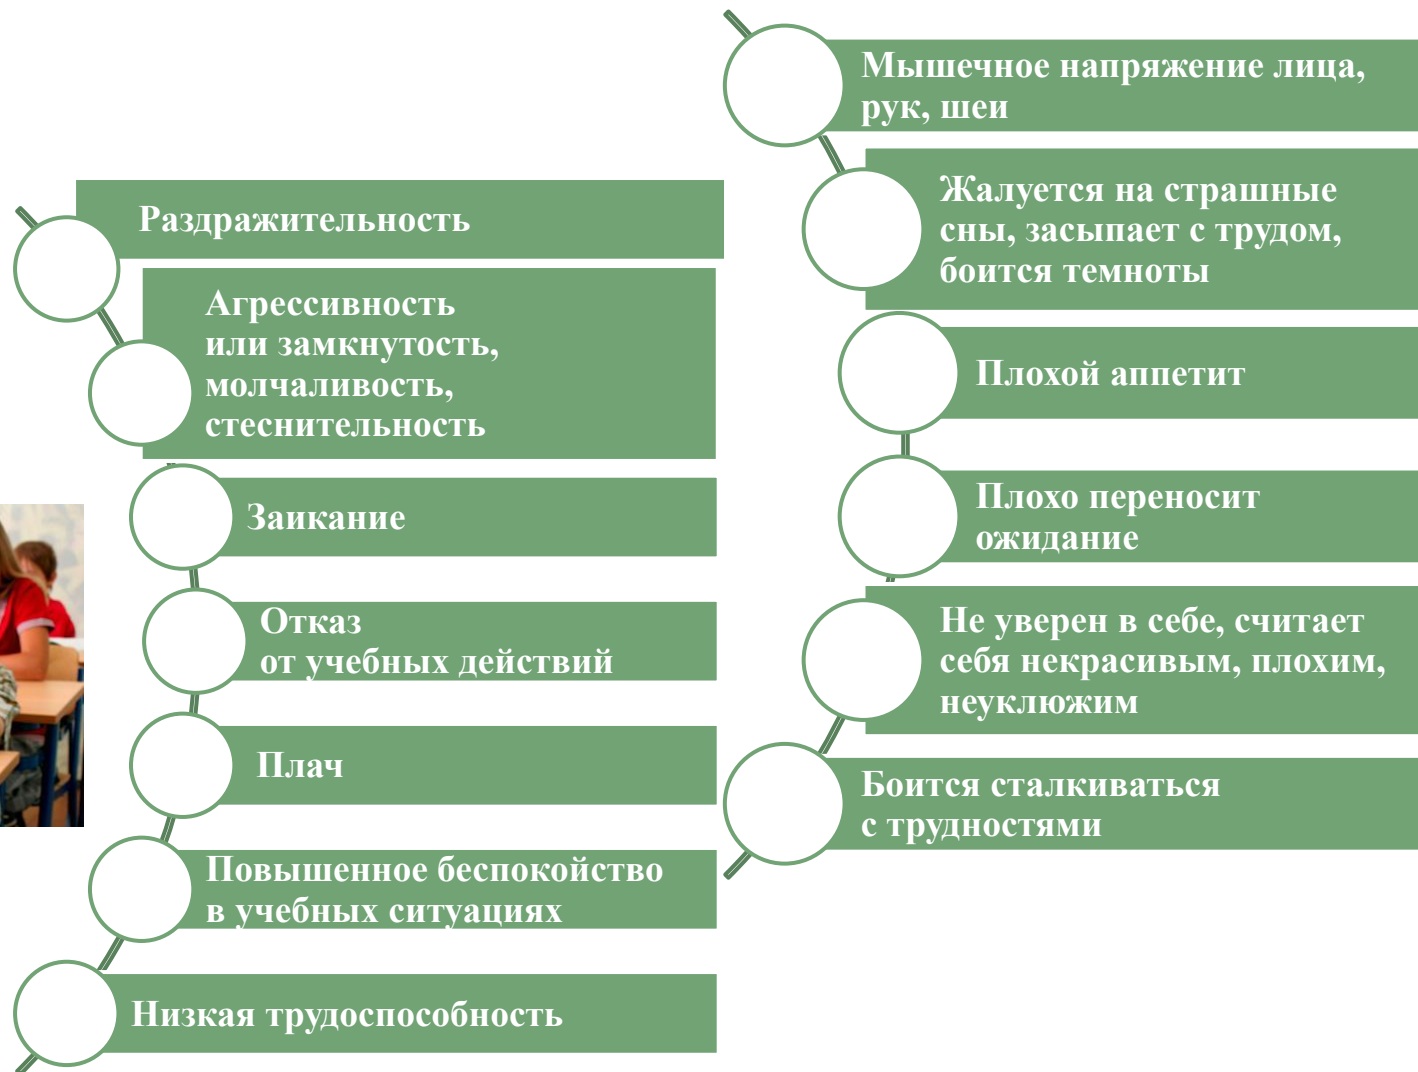 Раздражительность
Агрессивность
или замкнутость,
молчаливость,
стеснительность
Заикание
Отказ
от учебных действий
Плач
Повышенное беспокойство
в учебных ситуациях
Низкая трудоспособность
Мышечное напряжение лица,
рук, шеи
Жалуется на страшные
сны, засыпает с трудом,
боится темноты
Плохой аппетит
Плохо переносит
ожидание
Не уверен в себе, считает
себя некрасивым, плохим,
неуклюжим
Боится сталкиваться
с трудностями